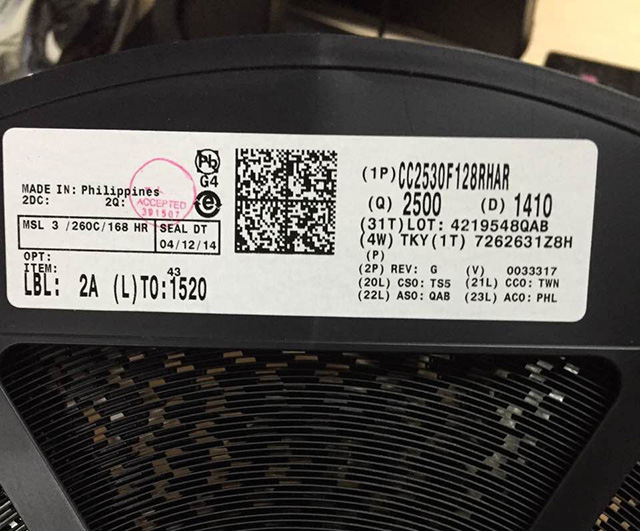 Pb
G4
e
MADE IN: Philippines
2DC: 2Q:
ACCEPTED
391507
MSL 3 /260C/168 HR SEAL DT
04/12/14
OPT:
ITEM:
43
LBL: 2A (L)TO:1520
(1P)CC2530F128RHAR
(Q) 2500 (D) 1410
(31T)LOT: 4219548QAB
(4W) TKY(1T) 7262631Z8H
(P)
(2P) REV: G (V) 0033317
(20L) CSO: TS5 (21L) CCO: TWN
(22L) ASO: QAB (23L) ACO: PHL